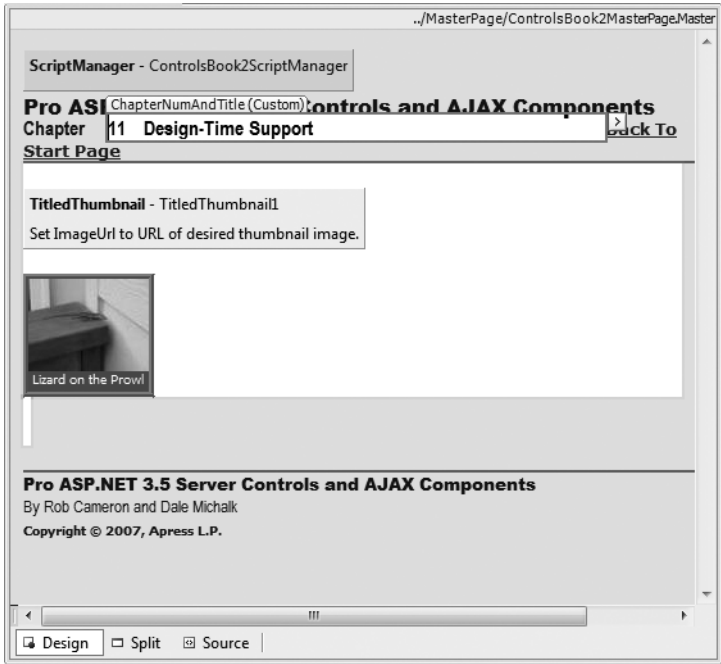 ../MasterPage/ControlsBook2MasterPage.Master
ScriptManager - ControlsBook2ScriptManager
Pro AS
ChapterNumAndTitle (Custom)
Controls and AJAX Components
Chapter 11 Design-Time Support
Back To
Start Page
TitledThumbnail - TitledThumbnail1
Set ImageUrl to URL of desired thumbnail image.
Lizard on the Prowl
Pro ASP.NET 3.5 Server Controls and AJAX Components
By Rob Cameron and Dale Michalk
Copyright © 2007, Apress L.P.
Design Split Source